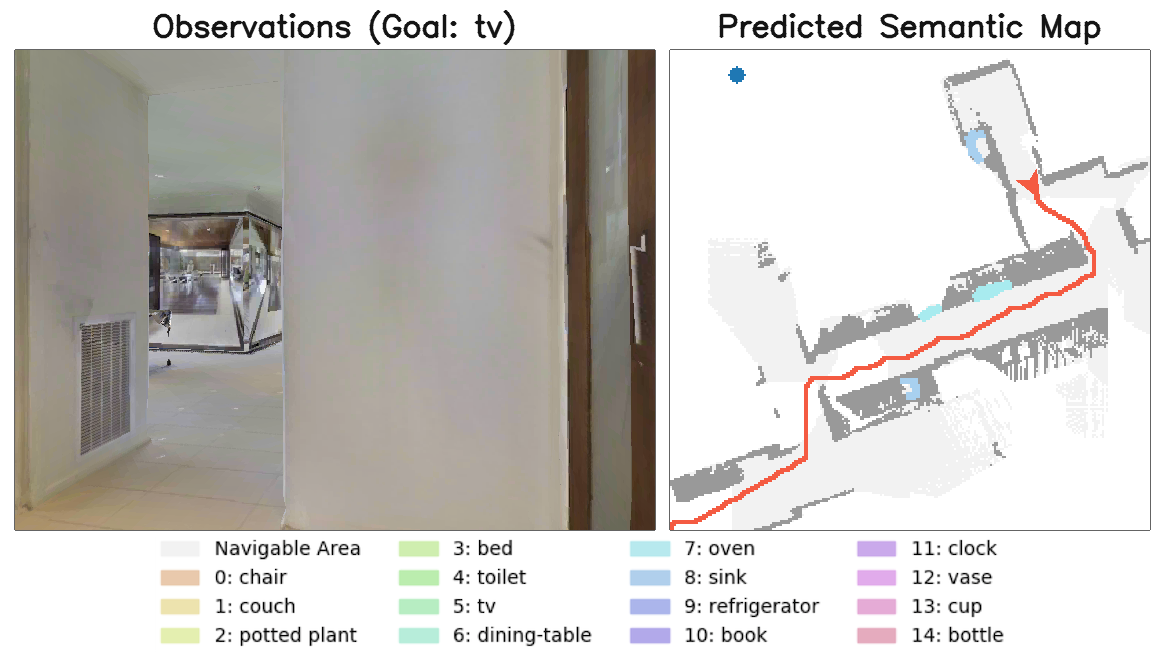 Observations (Goal: tv)
Predicted Semantic Map
Navigable Area
0: chair
1: couch
2: potted plant
3: bed
4: toilet
5: tv
6: dining-table
7: oven
8: sink
9: refrigerator
10: book
11: clock
12: vase
13: cup
14: bottle